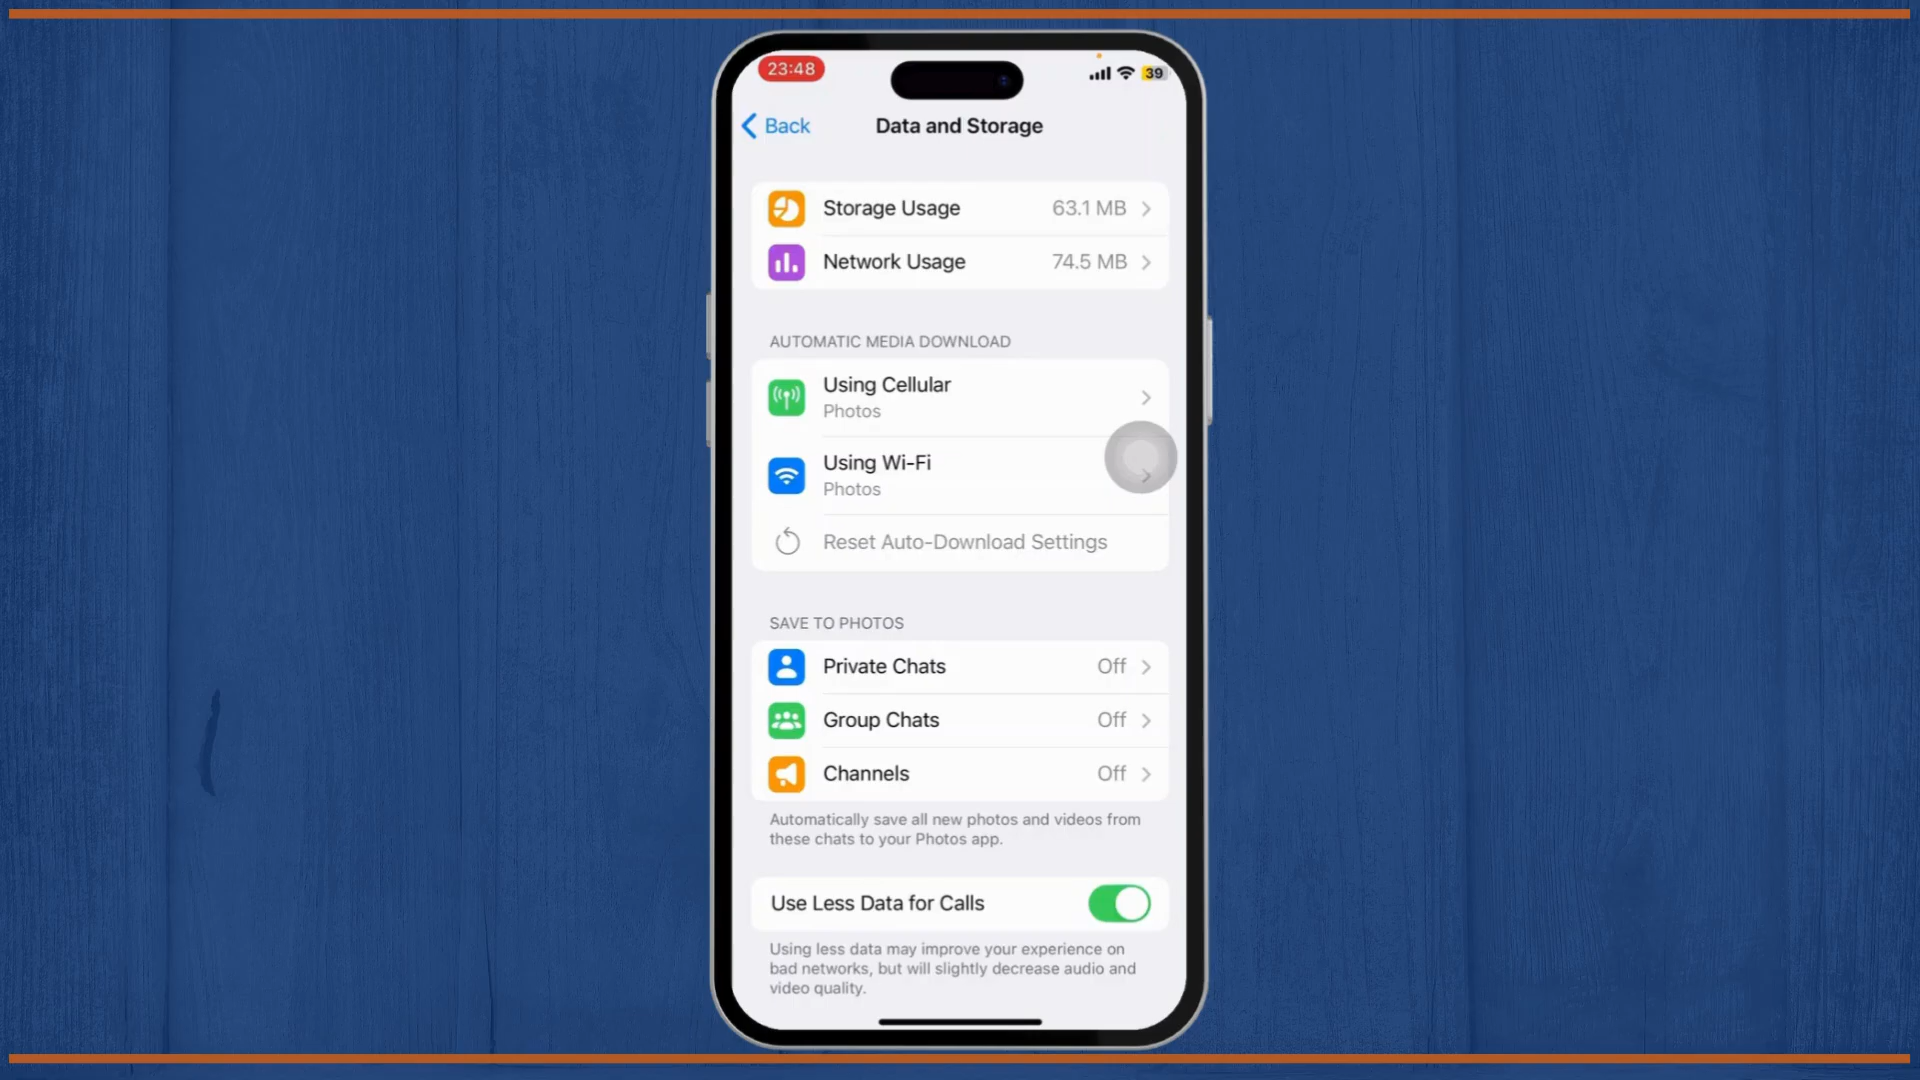 23:48
39
Back
Data and Storage
Storage Usage 63.1 MB
Network Usage 74.5 MB
AUTOMATIC MEDIA DOWNLOAD
Using Cellular
Photos
Using Wi-Fi
Photos
Reset Auto-Download Settings
SAVE TO PHOTOS
Private Chats Off
Group Chats Off
Channels Off
Automatically save all new photos and videos from
these chats to your Photos app.
Use Less Data for Calls
Using less data may improve your experience on
bad networks, but will slightly decrease audio and
video quality.